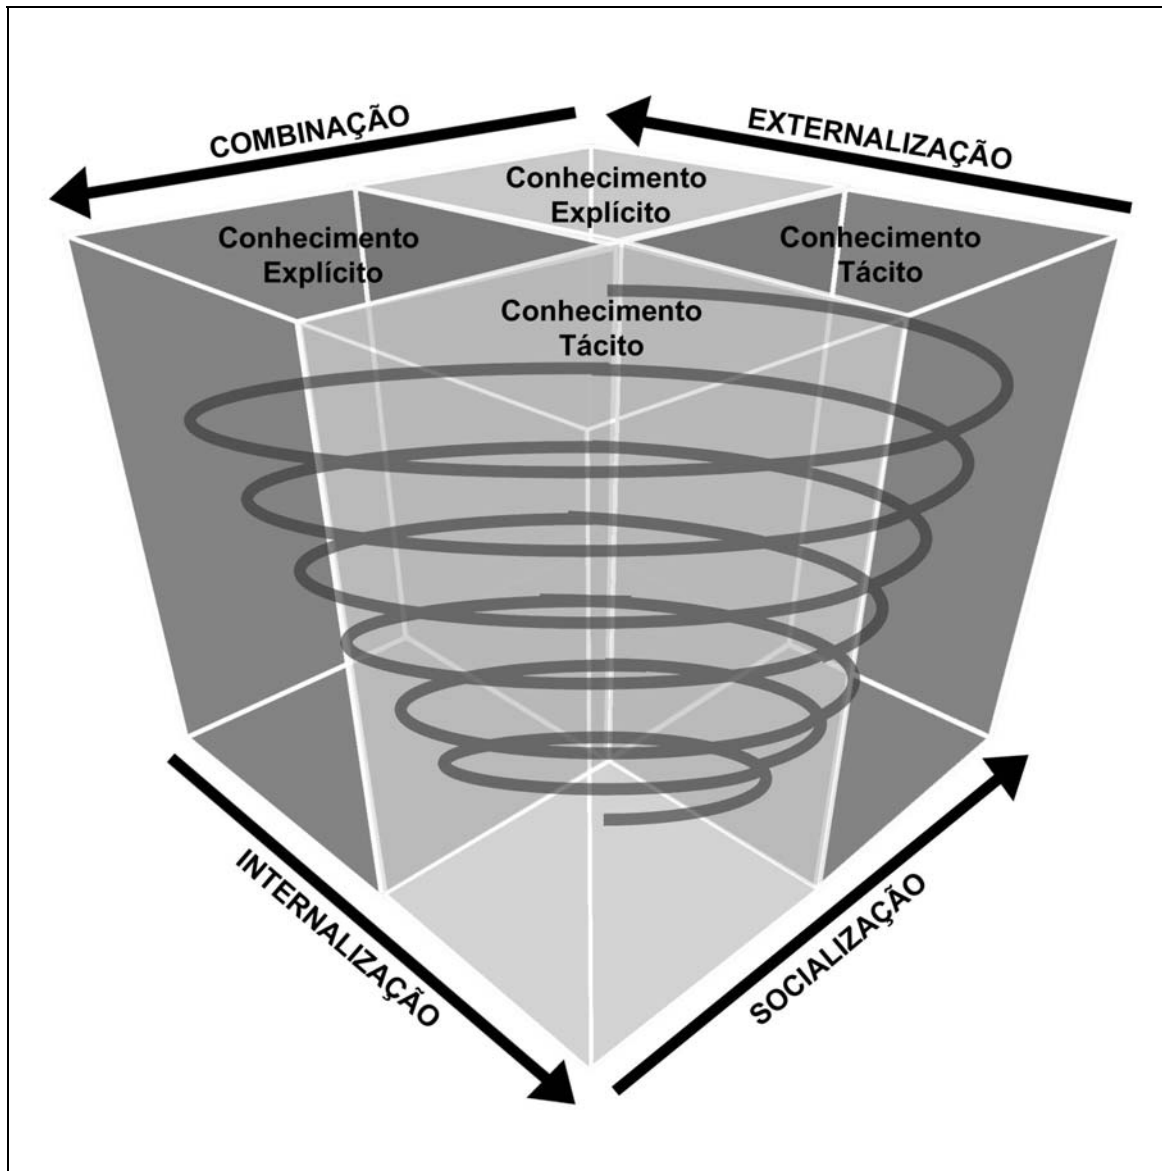 COMBINAÇÃO
EXTERNALIZAÇÃO
Conhecimento
Explícito
Conhecimento
Explícito
Conhecimento
Tácito
Conhecimento
Tácito
INTERNALIZAÇÃO
SOCIALIZAÇÃO